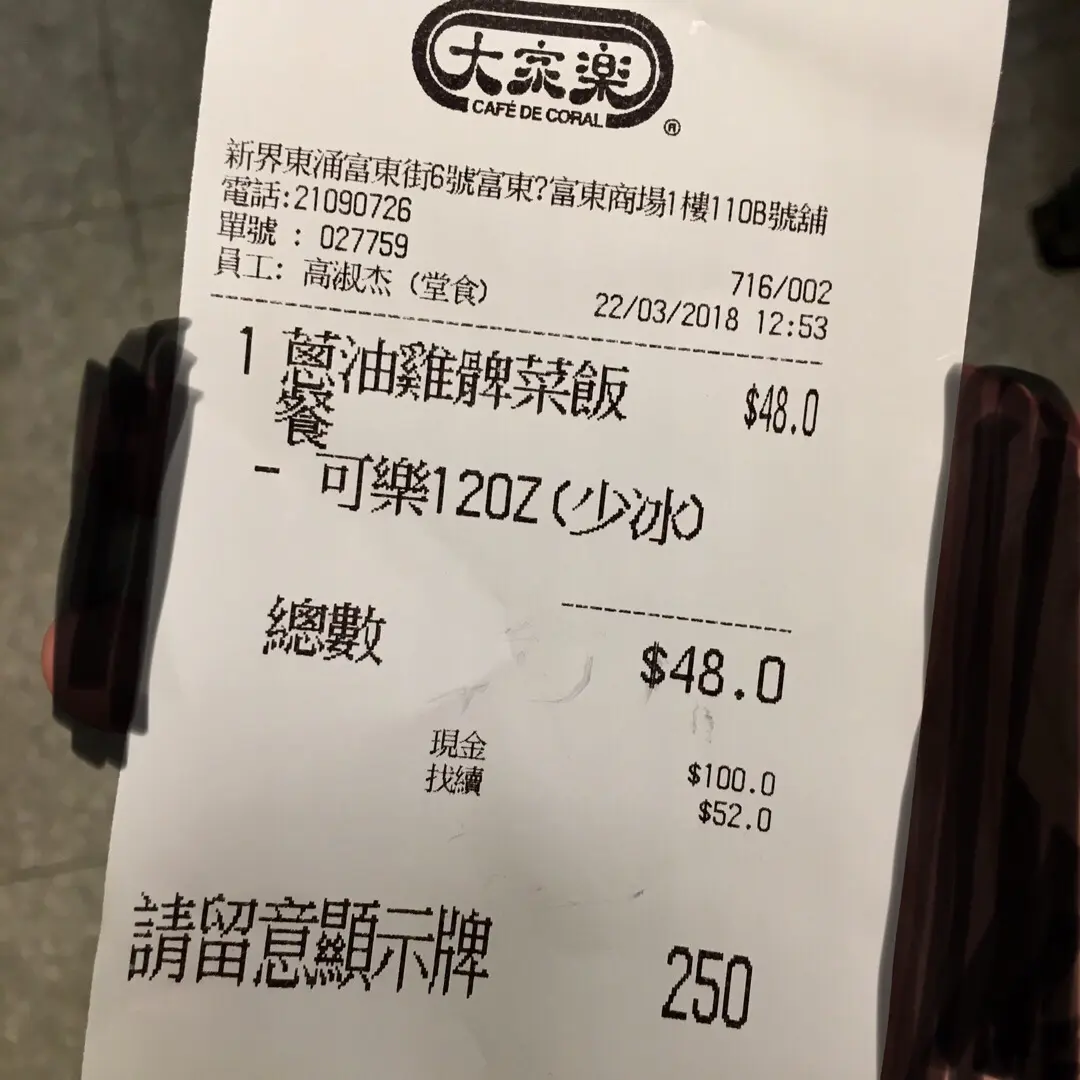 大家樂
CAFÉ DE CORAL
®
新界東涌富東街6號富東?富東商場1樓110B號舖
電話:21090726
單號 : 027759 716/002
員工: 高淑杰 (堂食) 22/03/2018 12:53
1 蔥油雞髀菜飯 $48.0
餐
- 可樂12OZ(少冰)
總數 $48.0
現金 $100.0
找續 $52.0
請留意顯示牌 250